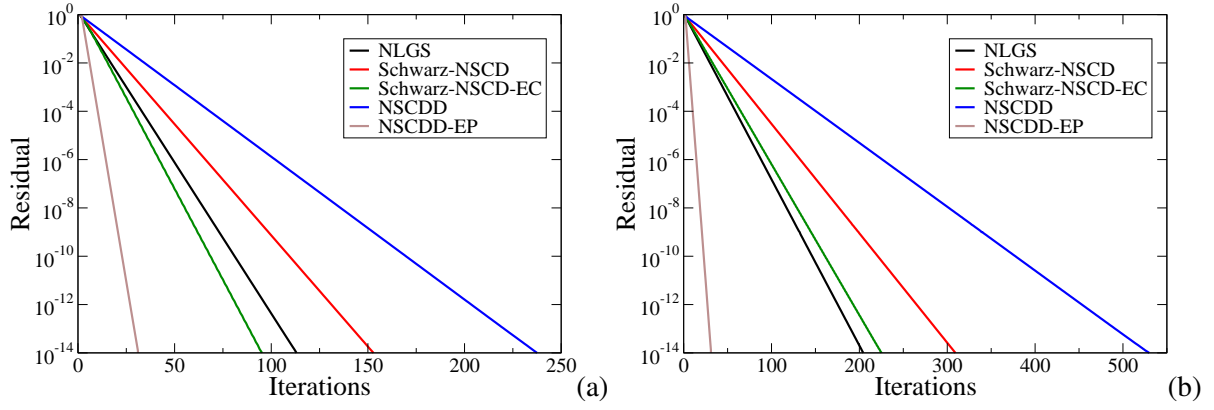 10^0
10^-2
10^-4
10^-6
10^-8
10^-10
10^-12
10^-14
Residual
NLGS
Schwarz-NSCD
Schwarz-NSCD-EC
NSCDD
NSCDD-EP
0 50 100 150 200 250
Iterations
(a)
10^0
10^-2
10^-4
10^-6
10^-8
10^-10
10^-12
10^-14
Residual
NLGS
Schwarz-NSCD
Schwarz-NSCD-EC
NSCDD
NSCDD-EP
0 100 200 300 400 500
Iterations
(b)